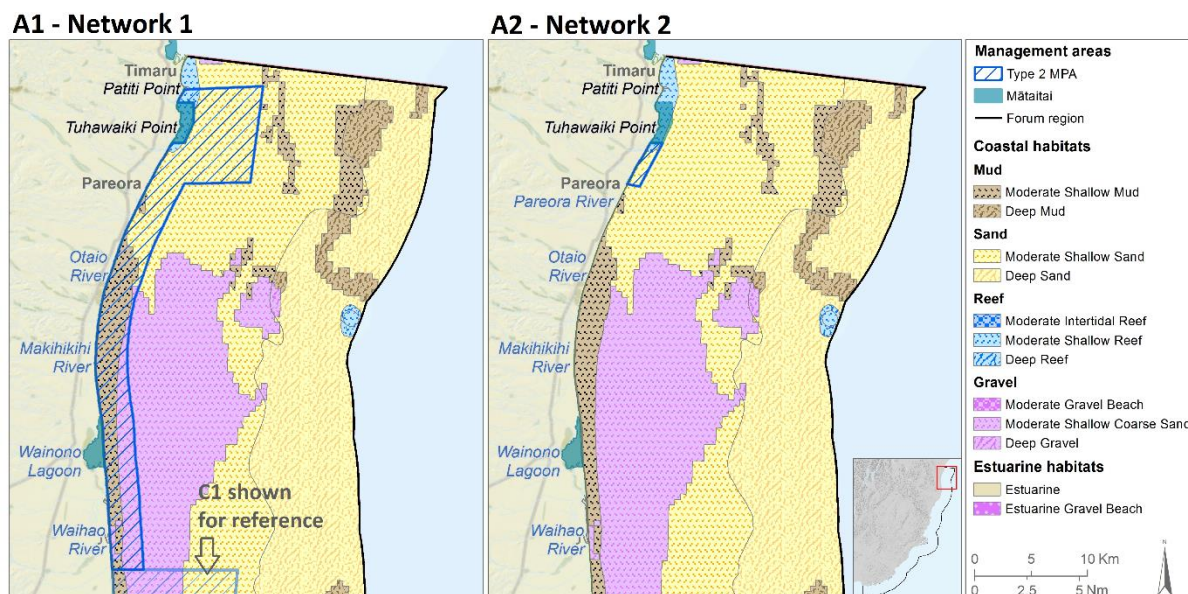 A1 - Network 1
Timaru
Patiti Point
Tuhawaiki Point
Pareora
Otaio
River
Makihikihi
River
Wainono
Lagoon
C1 shown
for reference
Waihao
River
A2 - Network 2
Timaru
Patiti Point
Tuhawaiki Point
Pareora
Pareora River
Otaio
River
Makihikihi
River
Wainono
Lagoon
Waihao
River
Management areas
Type 2 MPA
Mātaitai
Forum region
Coastal habitats
Mud
Moderate Shallow Mud
Deep Mud
Sand
Moderate Shallow Sand
Deep Sand
Reef
Moderate Intertidal Reef
Moderate Shallow Reef
Deep Reef
Gravel
Moderate Gravel Beach
Moderate Shallow Coarse Sand
Deep Gravel
Estuarine habitats
Estuarine
Estuarine Gravel Beach
0 5 10 Km
0 2.5 5 Nm